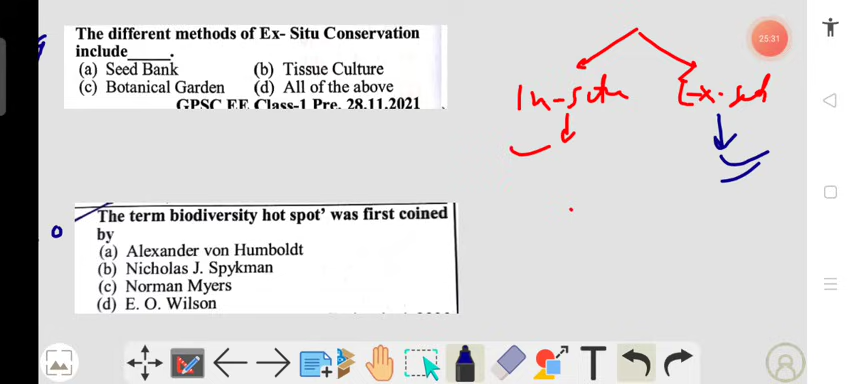 The different methods of Ex- Situ Conservation
include____.
(a) Seed Bank (b) Tissue Culture
(c) Botanical Garden (d) All of the above
GPSC EE Class-1 Pre. 28.11.2021
In-situ
Ex-situ
25:31
The term biodiversity hot spot' was first coined
by
(a) Alexander von Humboldt
(b) Nicholas J. Spykman
(c) Norman Myers
(d) E. O. Wilson
T